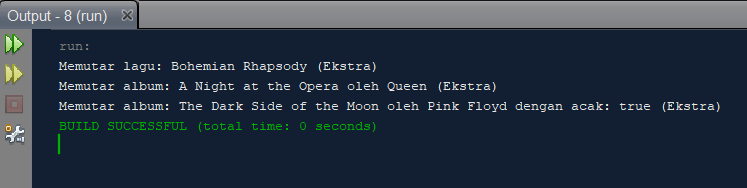 Output - 8 (run)
run:
Memutar lagu: Bohemian Rhapsody (Ekstra)
Memutar album: A Night at the Opera oleh Queen (Ekstra)
Memutar album: The Dark Side of the Moon oleh Pink Floyd dengan acak: true (Ekstra)
BUILD SUCCESSFUL (total time: 0 seconds)